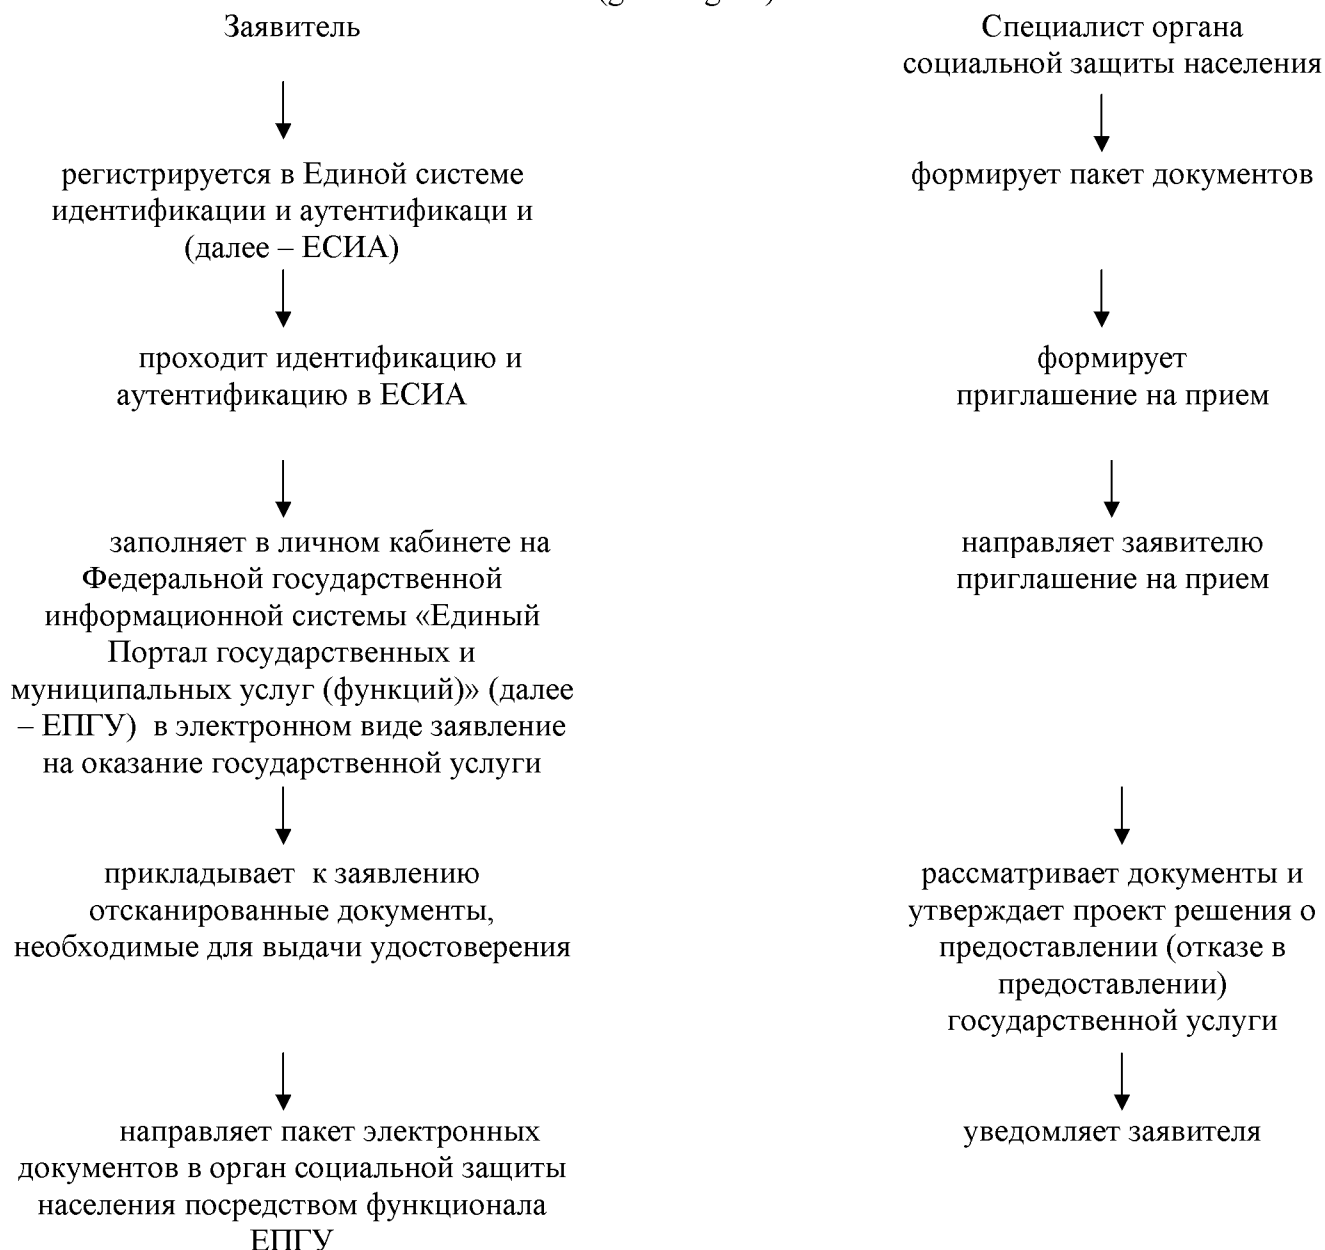 Заявитель
регистрируется в Единой системе
идентификации и аутентификаци и
(далее – ЕСИА)
проходит идентификацию и
аутентификацию в ЕСИА
заполняет в личном кабинете на
Федеральной государственной
информационной системы «Единый
Портал государственных и
муниципальных услуг (функций)» (далее
– ЕПГУ) в электронном виде заявление
на оказание государственной услуги
прикладывает к заявлению
отсканированные документы,
необходимые для выдачи удостоверения
направляет пакет электронных
документов в орган социальной защиты
населения посредством функционала
ЕПГУ
Специалист органа
социальной защиты населения
формирует пакет документов
формирует
приглашение на прием
направляет заявителю
приглашение на прием
рассматривает документы и
утверждает проект решения о
предоставлении (отказе в
предоставлении)
государственной услуги
уведомляет заявителя